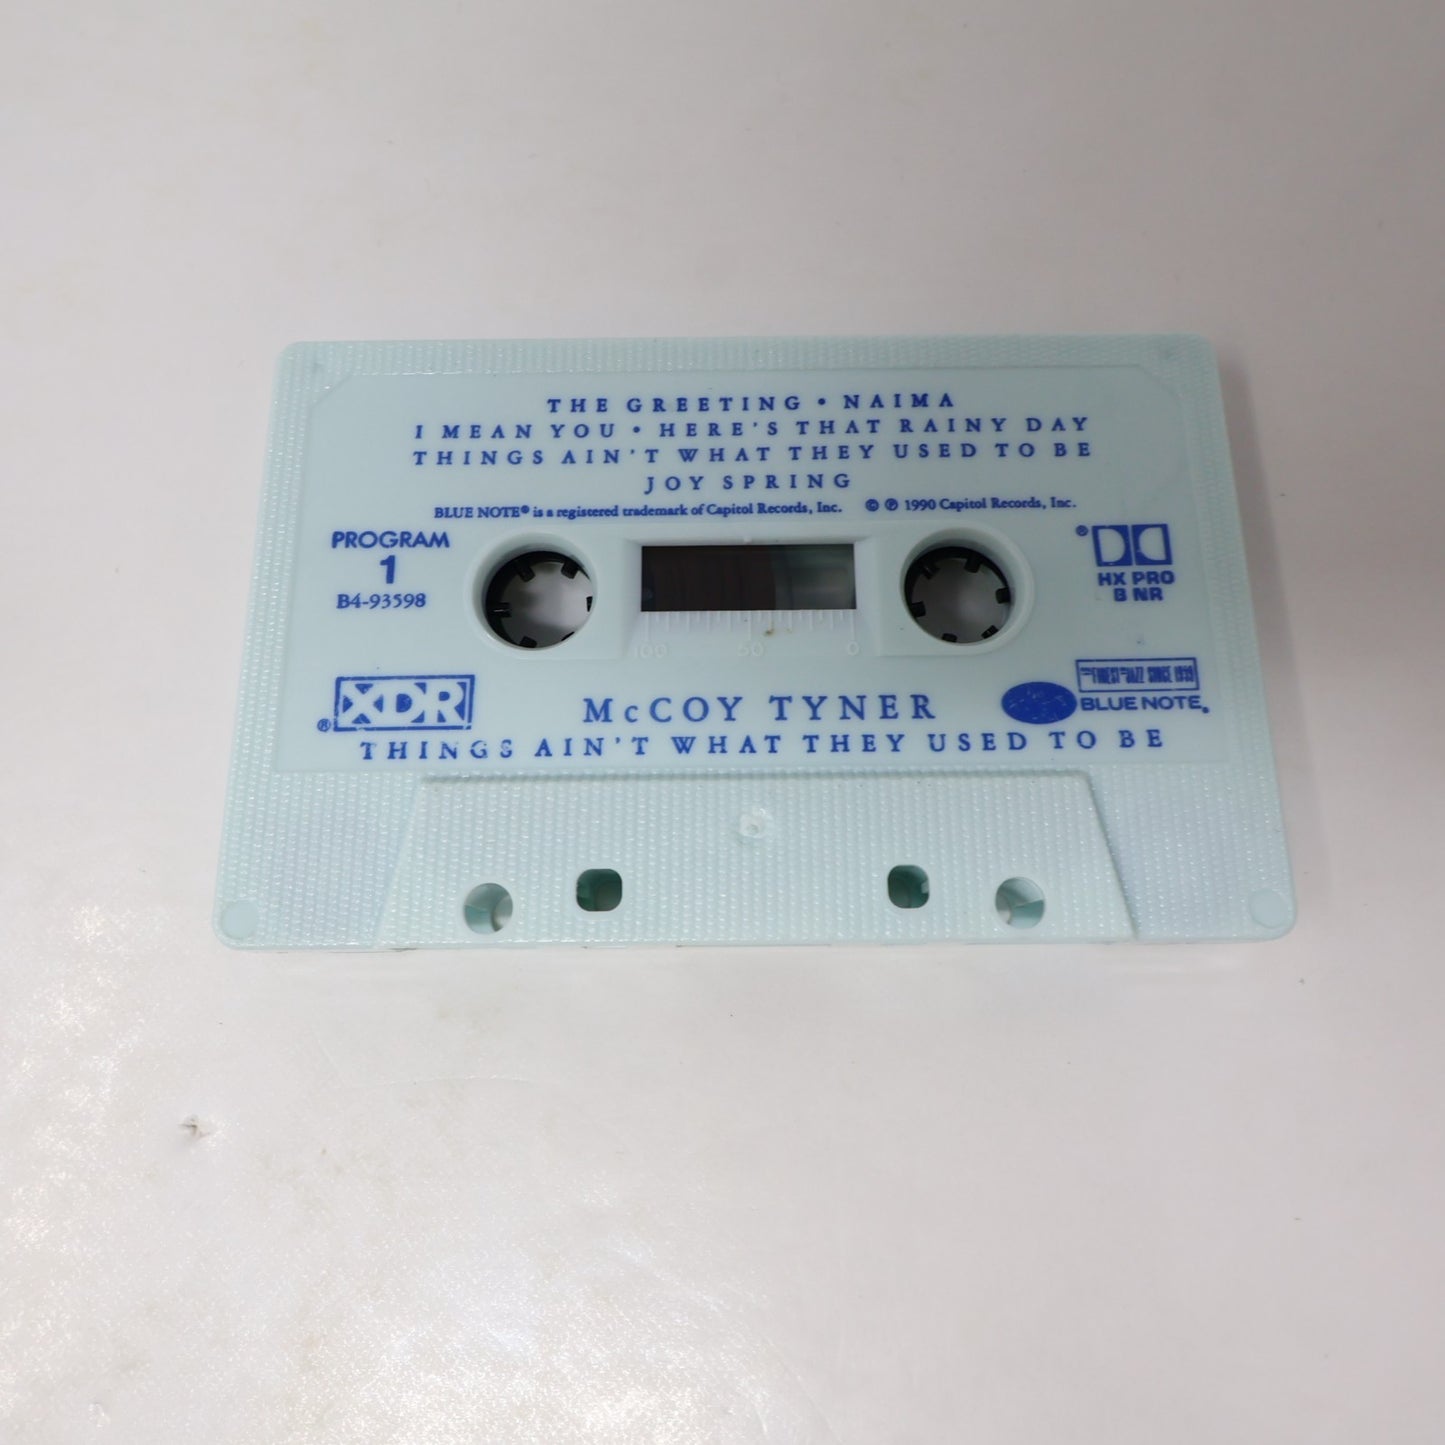 THE GREETING • NAIMA
I MEAN YOU • HERE'S THAT RAINY DAY
THINGS AIN'T WHAT THEY USED TO BE
JOY SPRING
BLUE NOTE® is a registered trademark of Capitol Records, Inc. © ℗ 1990 Capitol Records, Inc.
PROGRAM
1
B4-93598
®
HX PRO
B NR
100 50 0
XDR
®
McCOY TYNER
THE FINEST IN JAZZ SINCE 1939
BLUE NOTE®
THINGS AIN'T WHAT THEY USED TO BE